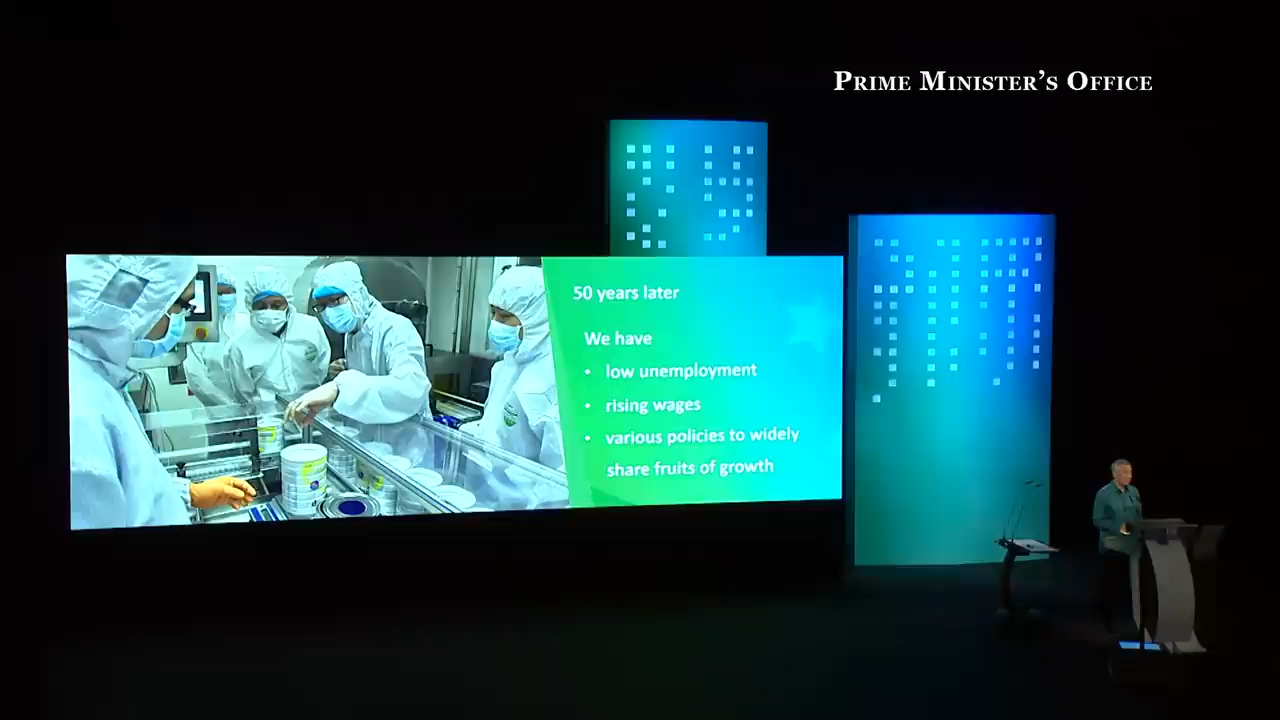 PRIME MINISTER'S OFFICE
50 years later
We have
• low unemployment
• rising wages
• various policies to widely
share fruits of growth